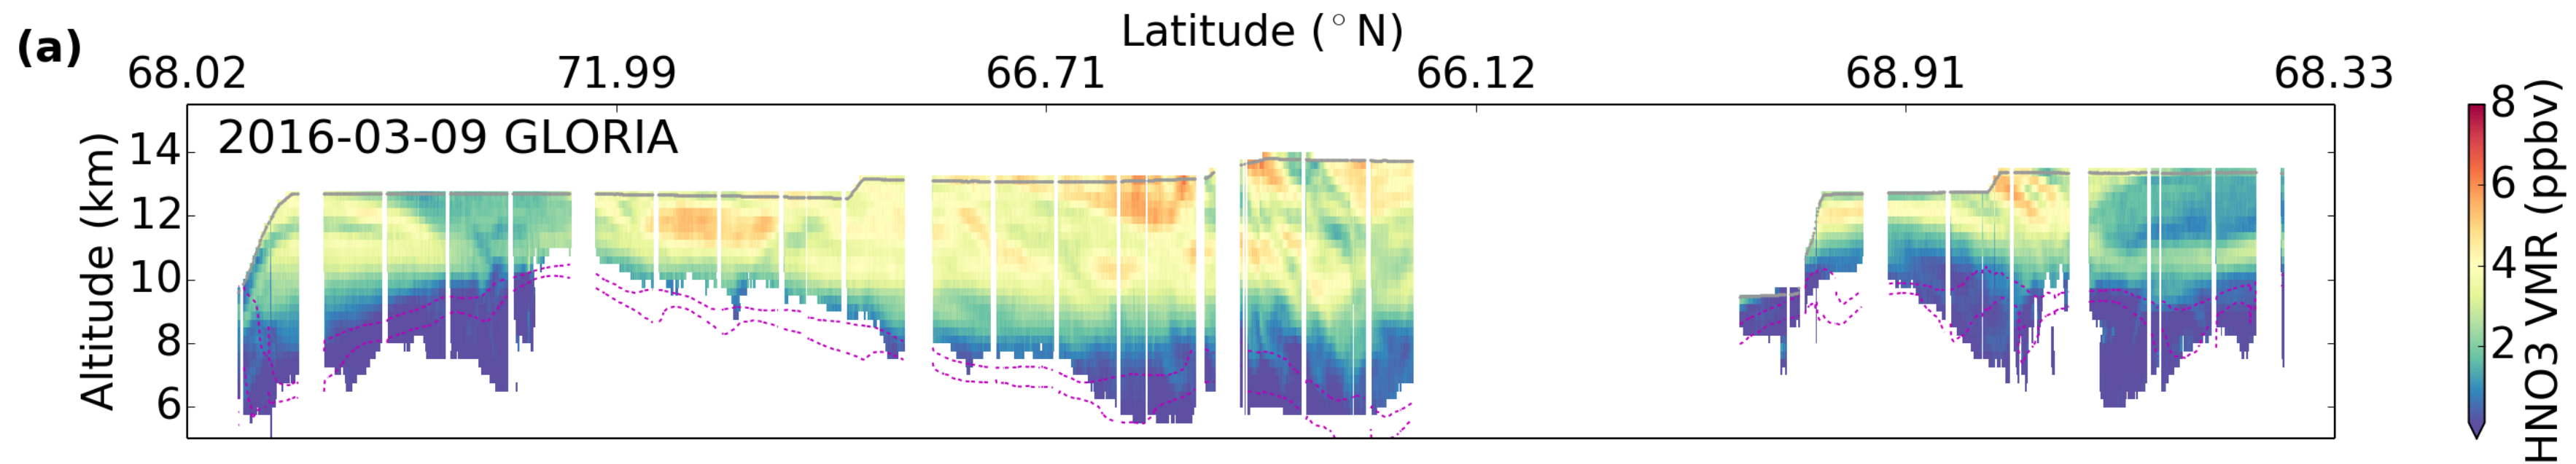 (a)
Latitude (°N)
68.02 71.99 66.71 66.12 68.91 68.33
2016-03-09 GLORIA
Altitude (km)
14
12
10
8
6
8
6
4
2
HNO3 VMR (ppbv)